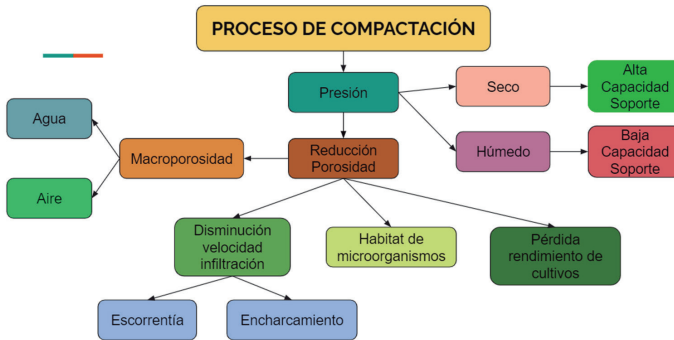 PROCESO DE COMPACTACIÓN
Presión
Seco
Alta
Capacidad
Soporte
Agua
Macroporosidad
Reducción
Porosidad
Húmedo
Baja
Capacidad
Soporte
Aire
Disminución
velocidad
infiltración
Habitat de
microorganismos
Pérdida
rendimiento de
cultivos
Escorrentía
Encharcamiento